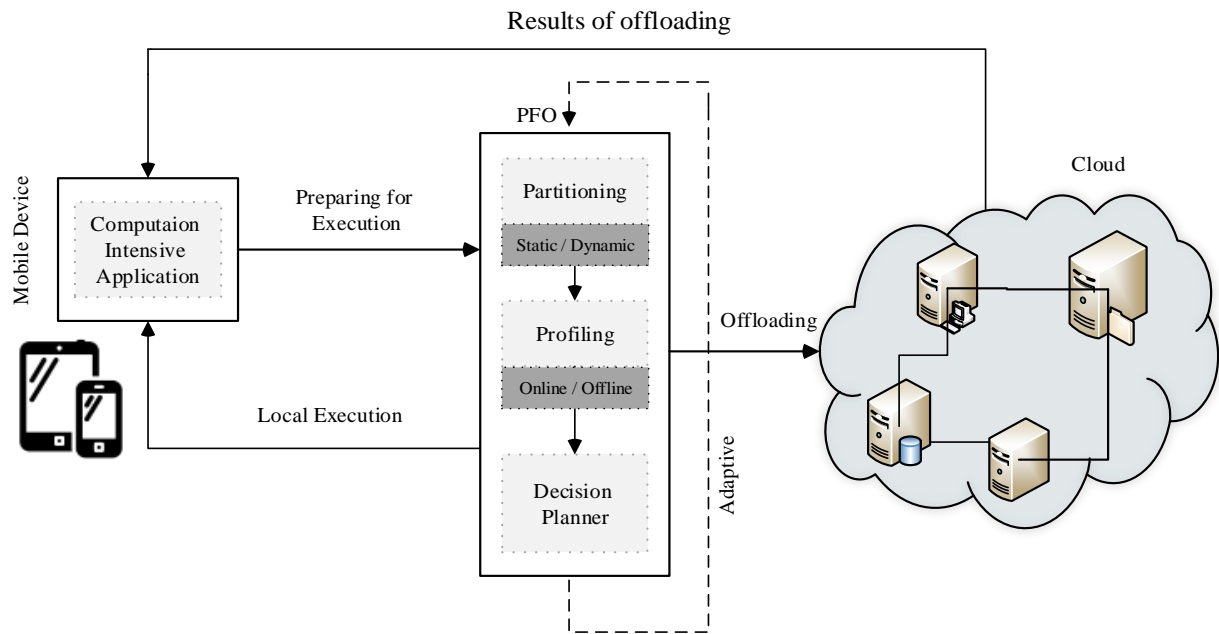 Results of offloading
PFO
Mobile Device
Computaion
Intensive
Application
Preparing for
Execution
Partitioning
Static / Dynamic
Profiling
Online / Offline
Decision
Planner
Local Execution
Offloading
Adaptive
Cloud